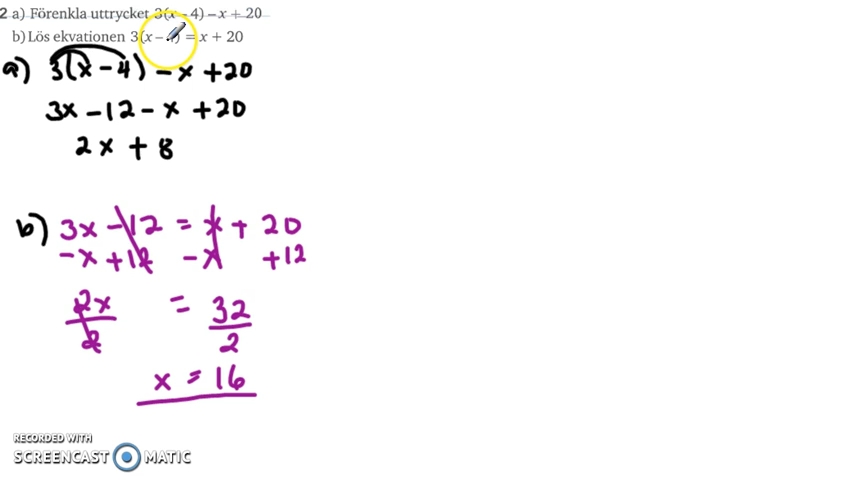 2 a) Förenkla uttrycket 3(x – 4) – x + 20
b) Lös ekvationen 3(x – 4) = x + 20
a) 3(x – 4) – x + 20
3x – 12 – x + 20
2x + 8
b) 3x – 12 = x + 20
– x + 12 – x + 12
2x/2 = 32/2
x = 16
RECORDED WITH
SCREENCAST MATIC